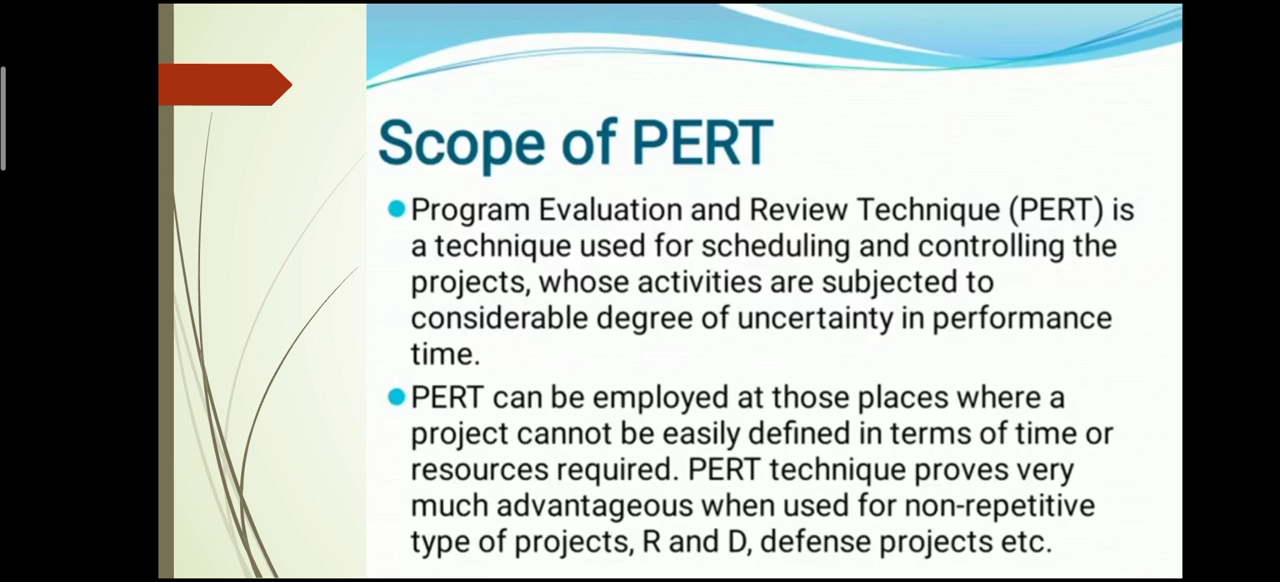 Scope of PERT
Program Evaluation and Review Technique (PERT) is
a technique used for scheduling and controlling the
projects, whose activities are subjected to
considerable degree of uncertainty in performance
time.
PERT can be employed at those places where a
project cannot be easily defined in terms of time or
resources required. PERT technique proves very
much advantageous when used for non-repetitive
type of projects, R and D, defense projects etc.